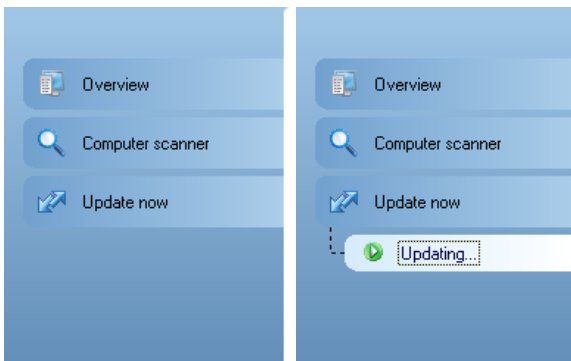 Overview
Computer scanner
Update now
Overview
Computer scanner
Update now
Updating...